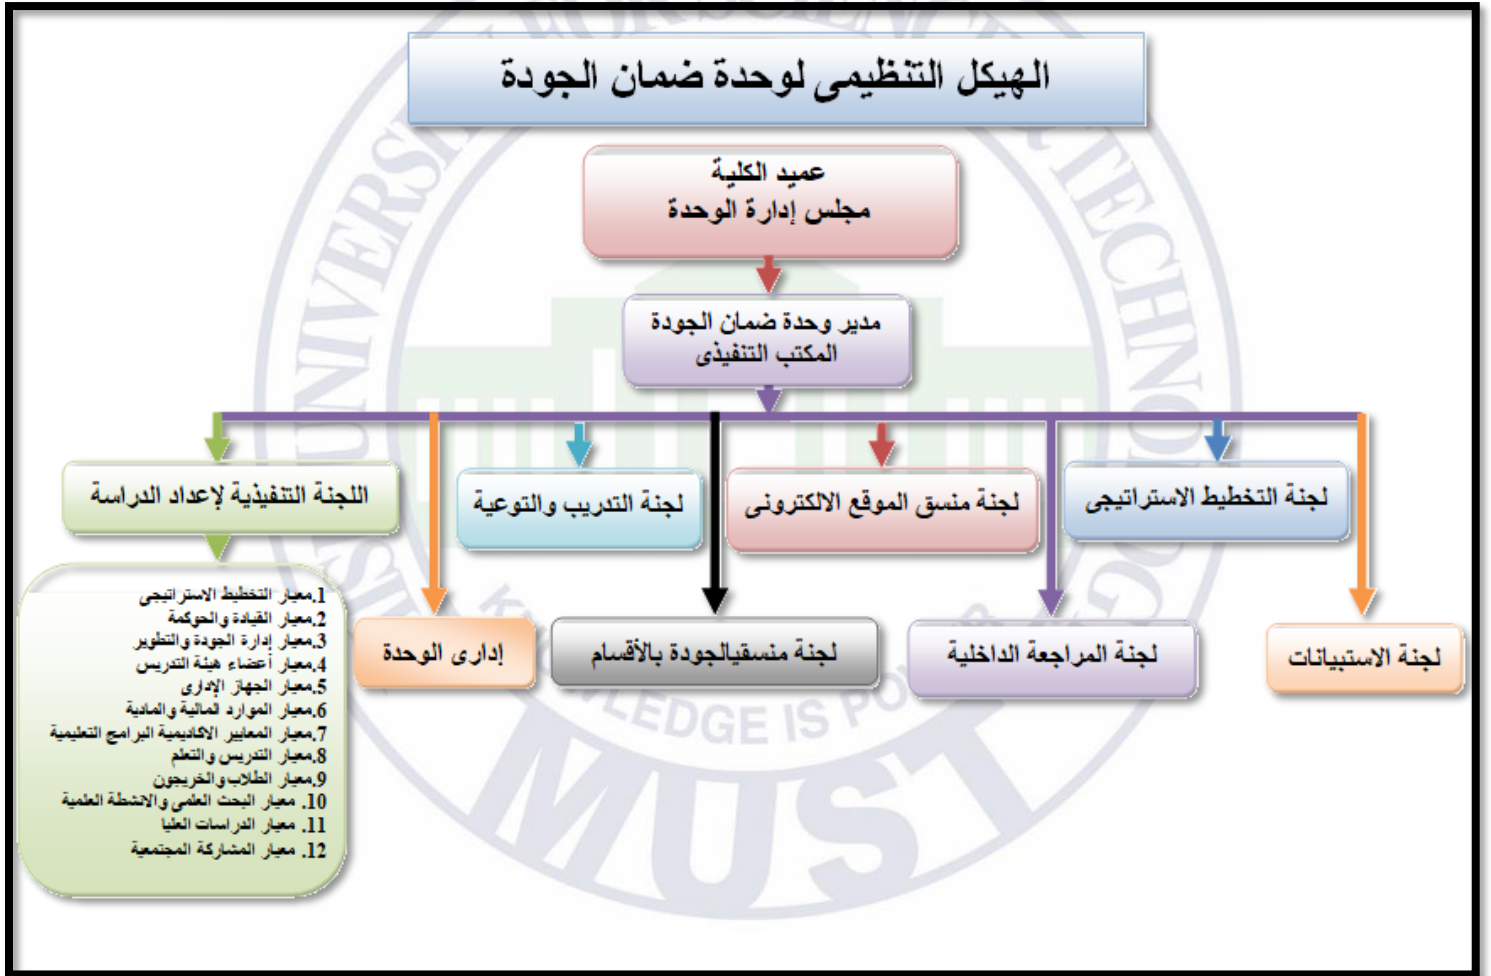 الهيكل التنظيمى لوحدة ضمان الجودة
عميد الكلية
مجلس إدارة الوحدة
مدير وحدة ضمان الجودة
المكتب التنفيذى
لجنة التخطيط الاستراتيجى
لجنة منسق الموقع الالكترونى
لجنة التدريب والتوعية
اللجنة التنفيذية لإعداد الدراسة
لجنة الاستبيانات
لجنة المراجعة الداخلية
لجنة منسقيالجودة بالأقسام
إدارى الوحدة
1.معيار التخطيط الاستراتيجى
2.معيار القيادة والحوكمة
3.معيار إدارة الجودة والتطوير
4.معيار أعضاء هيئة التدريس
5.معيار الجهاز الإدارى
6.معيار الموارد المالية والمادية
7.معيار المعايير الاكاديمية البرامج التعليمية
8.معيار التدريس والتعلم
9.معيار الطلاب والخريجون
10. معيار البحث العلمى والانشطة العلمية
11. معيار الدراسات العليا
12. معيار المشاركة المجتمعية
MUST